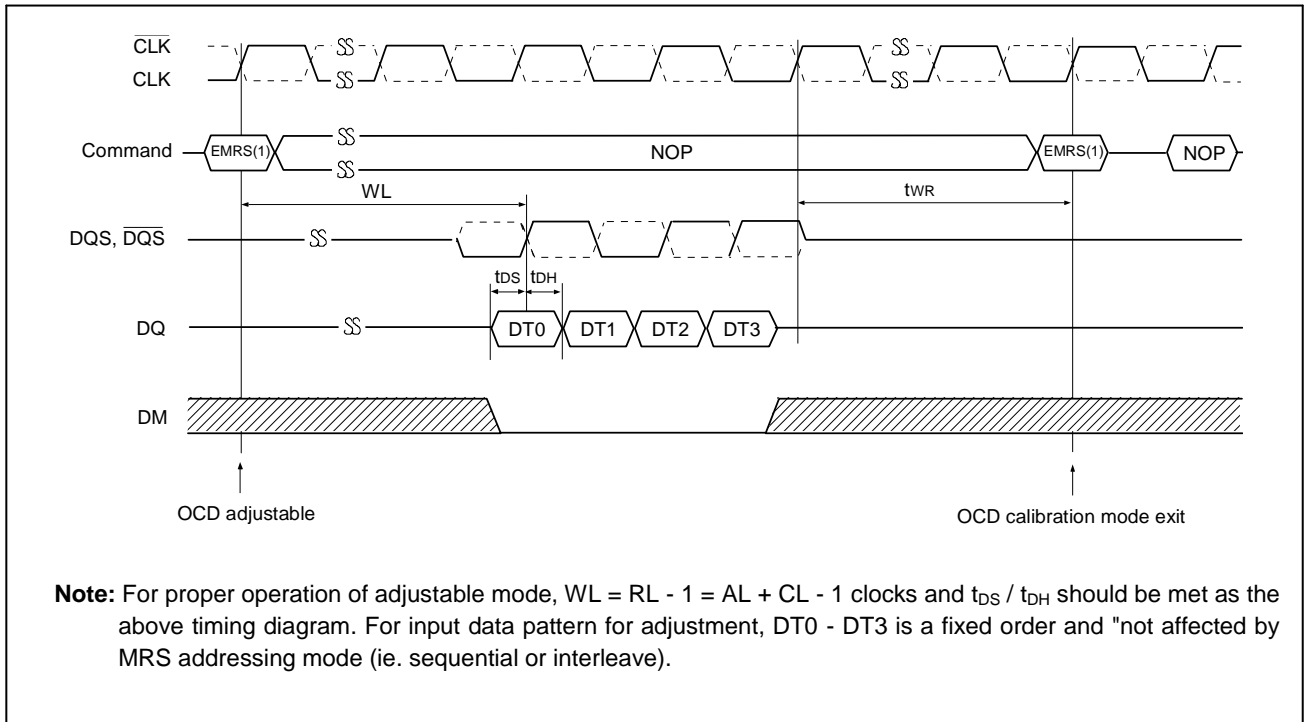 CLK
CLK
Command
EMRS(1)
NOP
EMRS(1)
NOP
WL
tWR
DQS, DQS
tDS
tDH
DQ
DT0
DT1
DT2
DT3
DM
OCD adjustable
OCD calibration mode exit
Note: For proper operation of adjustable mode, WL = RL - 1 = AL + CL - 1 clocks and tDS / tDH should be met as the
above timing diagram. For input data pattern for adjustment, DT0 - DT3 is a fixed order and "not affected by
MRS addressing mode (ie. sequential or interleave).